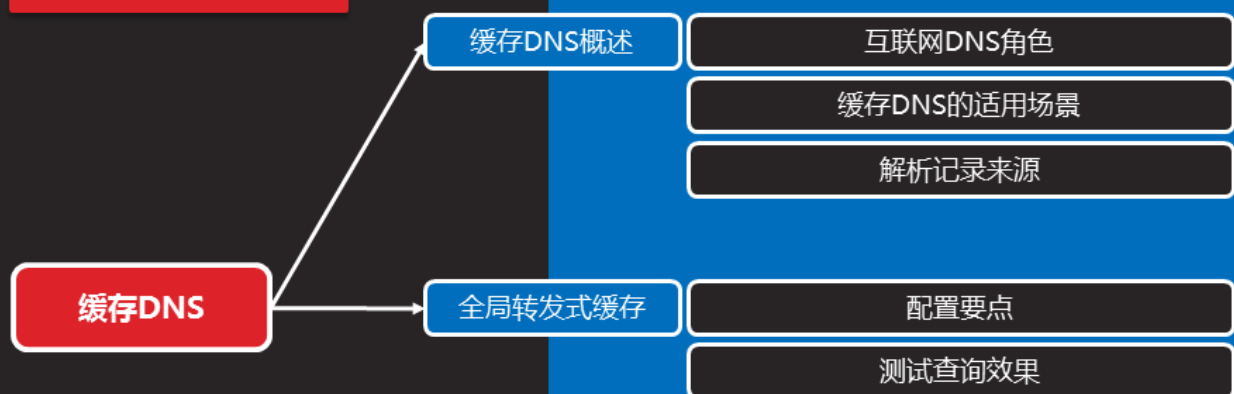 缓存DNS概述
互联网DNS角色
缓存DNS的适用场景
解析记录来源
缓存DNS
全局转发式缓存
配置要点
测试查询效果